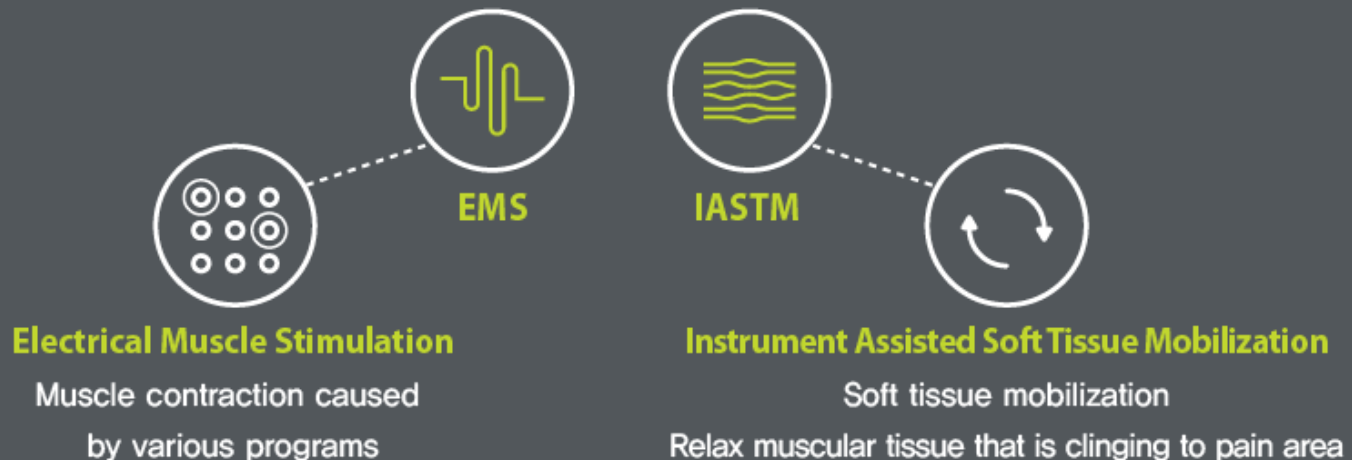 EMS
IASTM
Electrical Muscle Stimulation
Muscle contraction caused
by various programs
Instrument Assisted Soft Tissue Mobilization
Soft tissue mobilization
Relax muscular tissue that is clinging to pain area